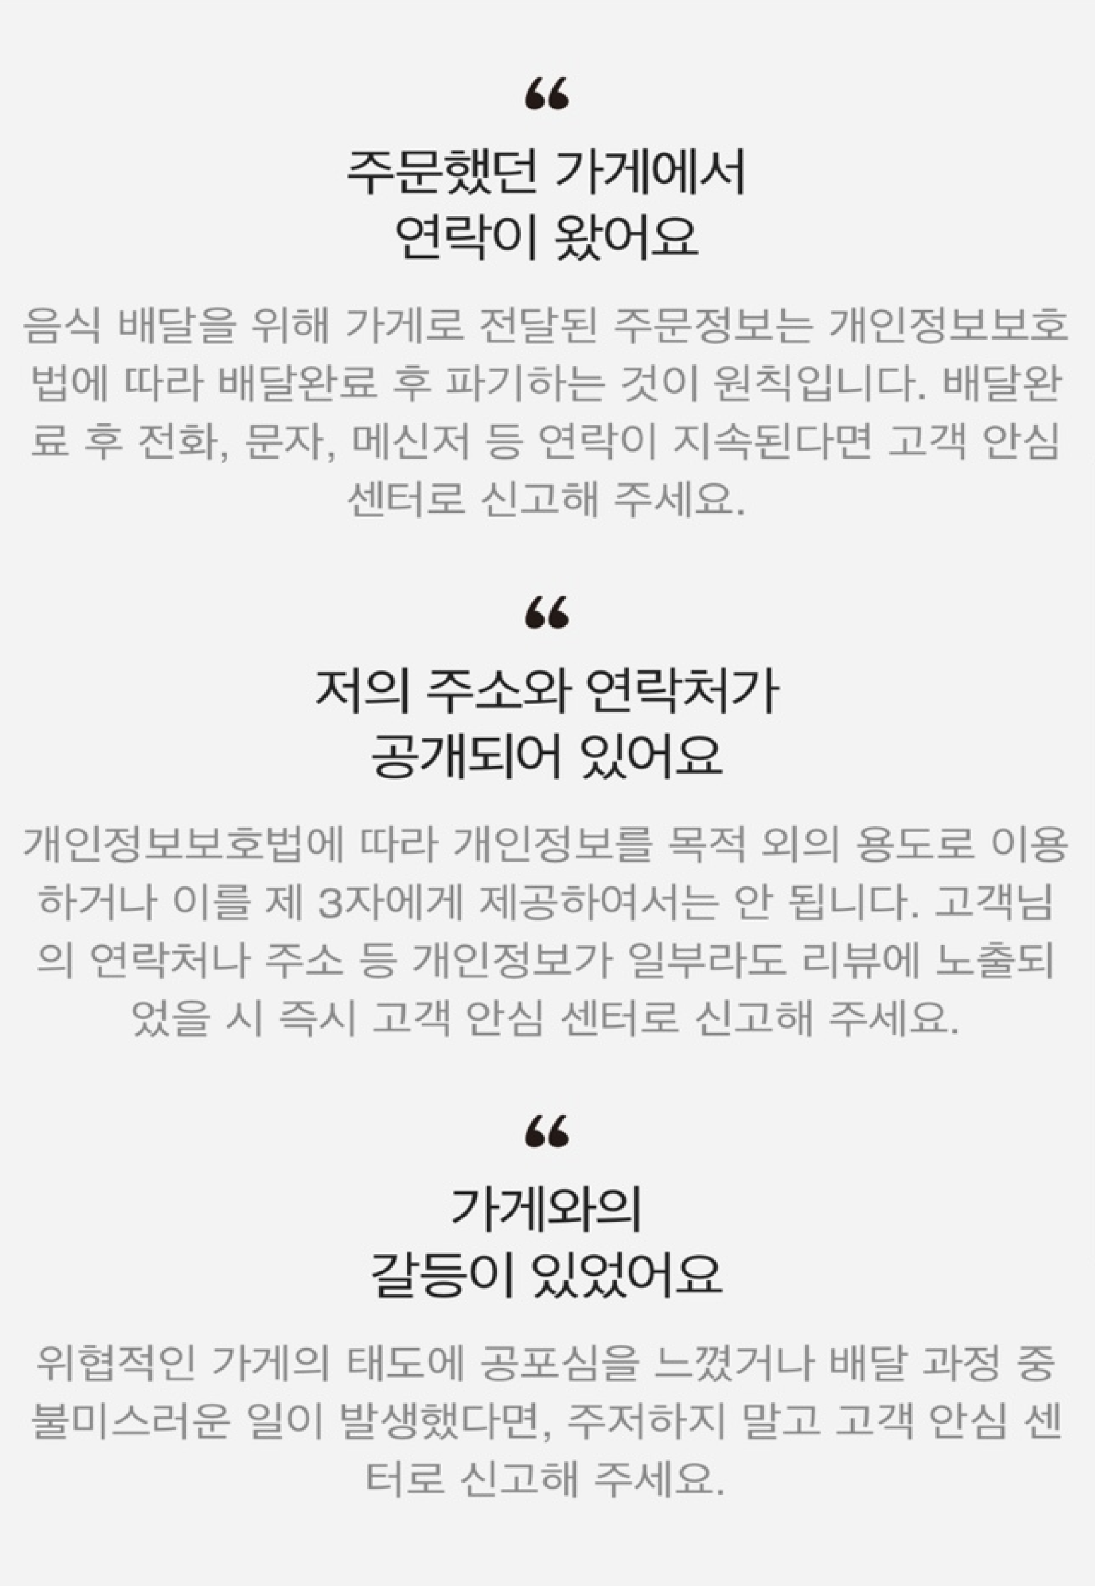 “
주문했던 가게에서
연락이 왔어요
음식 배달을 위해 가게로 전달된 주문정보는 개인정보보호
법에 따라 배달완료 후 파기하는 것이 원칙입니다. 배달완
료 후 전화, 문자, 메신저 등 연락이 지속된다면 고객 안심
센터로 신고해 주세요.
“
저의 주소와 연락처가
공개되어 있어요
개인정보보호법에 따라 개인정보를 목적 외의 용도로 이용
하거나 이를 제 3자에게 제공하여서는 안 됩니다. 고객님
의 연락처나 주소 등 개인정보가 일부라도 리뷰에 노출되
었을 시 즉시 고객 안심 센터로 신고해 주세요.
“
가게와의
갈등이 있었어요
위협적인 가게의 태도에 공포심을 느꼈거나 배달 과정 중
불미스러운 일이 발생했다면, 주저하지 말고 고객 안심 센
터로 신고해 주세요.